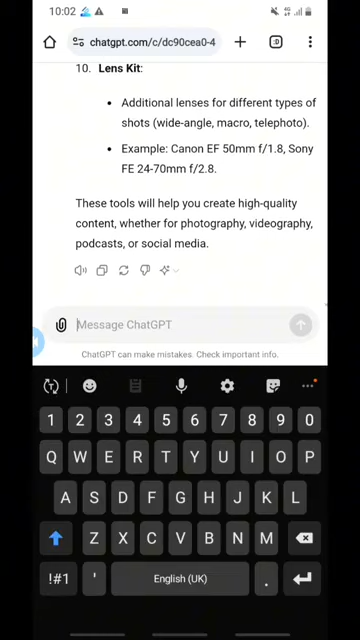 10:02
4G
chatgpt.com/c/dc90cea0-4
:D
10. Lens Kit:
• Additional lenses for different types of
shots (wide-angle, macro, telephoto).
• Example: Canon EF 50mm f/1.8, Sony
FE 24-70mm f/2.8.
These tools will help you create high-quality
content, whether for photography, videography,
podcasts, or social media.
Message ChatGPT
ChatGPT can make mistakes. Check important info.
T
1 2 3 4 5 6 7 8 9 0
Q W E R T Y U I O P
A S D F G H J K L
Z X C V B N M
!#1 ' English (UK) .